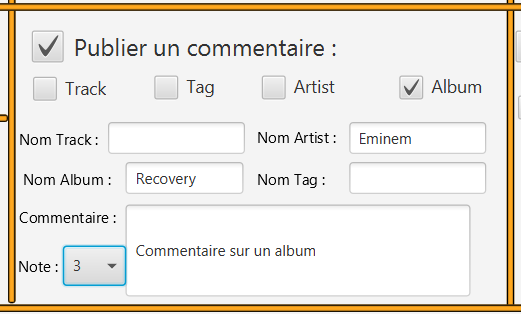 Publier un commentaire :
Track Tag Artist Album
Nom Track : Nom Artist : Eminem
Nom Album : Recovery Nom Tag :
Commentaire :
Commentaire sur un album
Note : 3